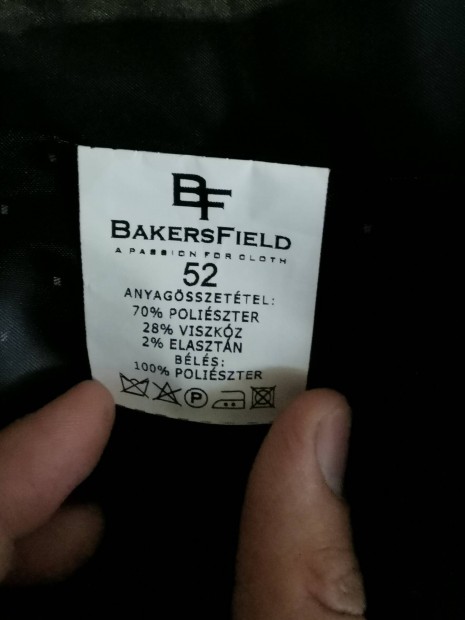 BF
BAKERSFIELD
A PASSION FOR CLOTH
52
ANYAGÖSSZETÉTEL:
70% POLIÉSZTER
28% VISZKÓZ
2% ELASZTÁN
BÉLÉS:
100% POLIÉSZTER
P